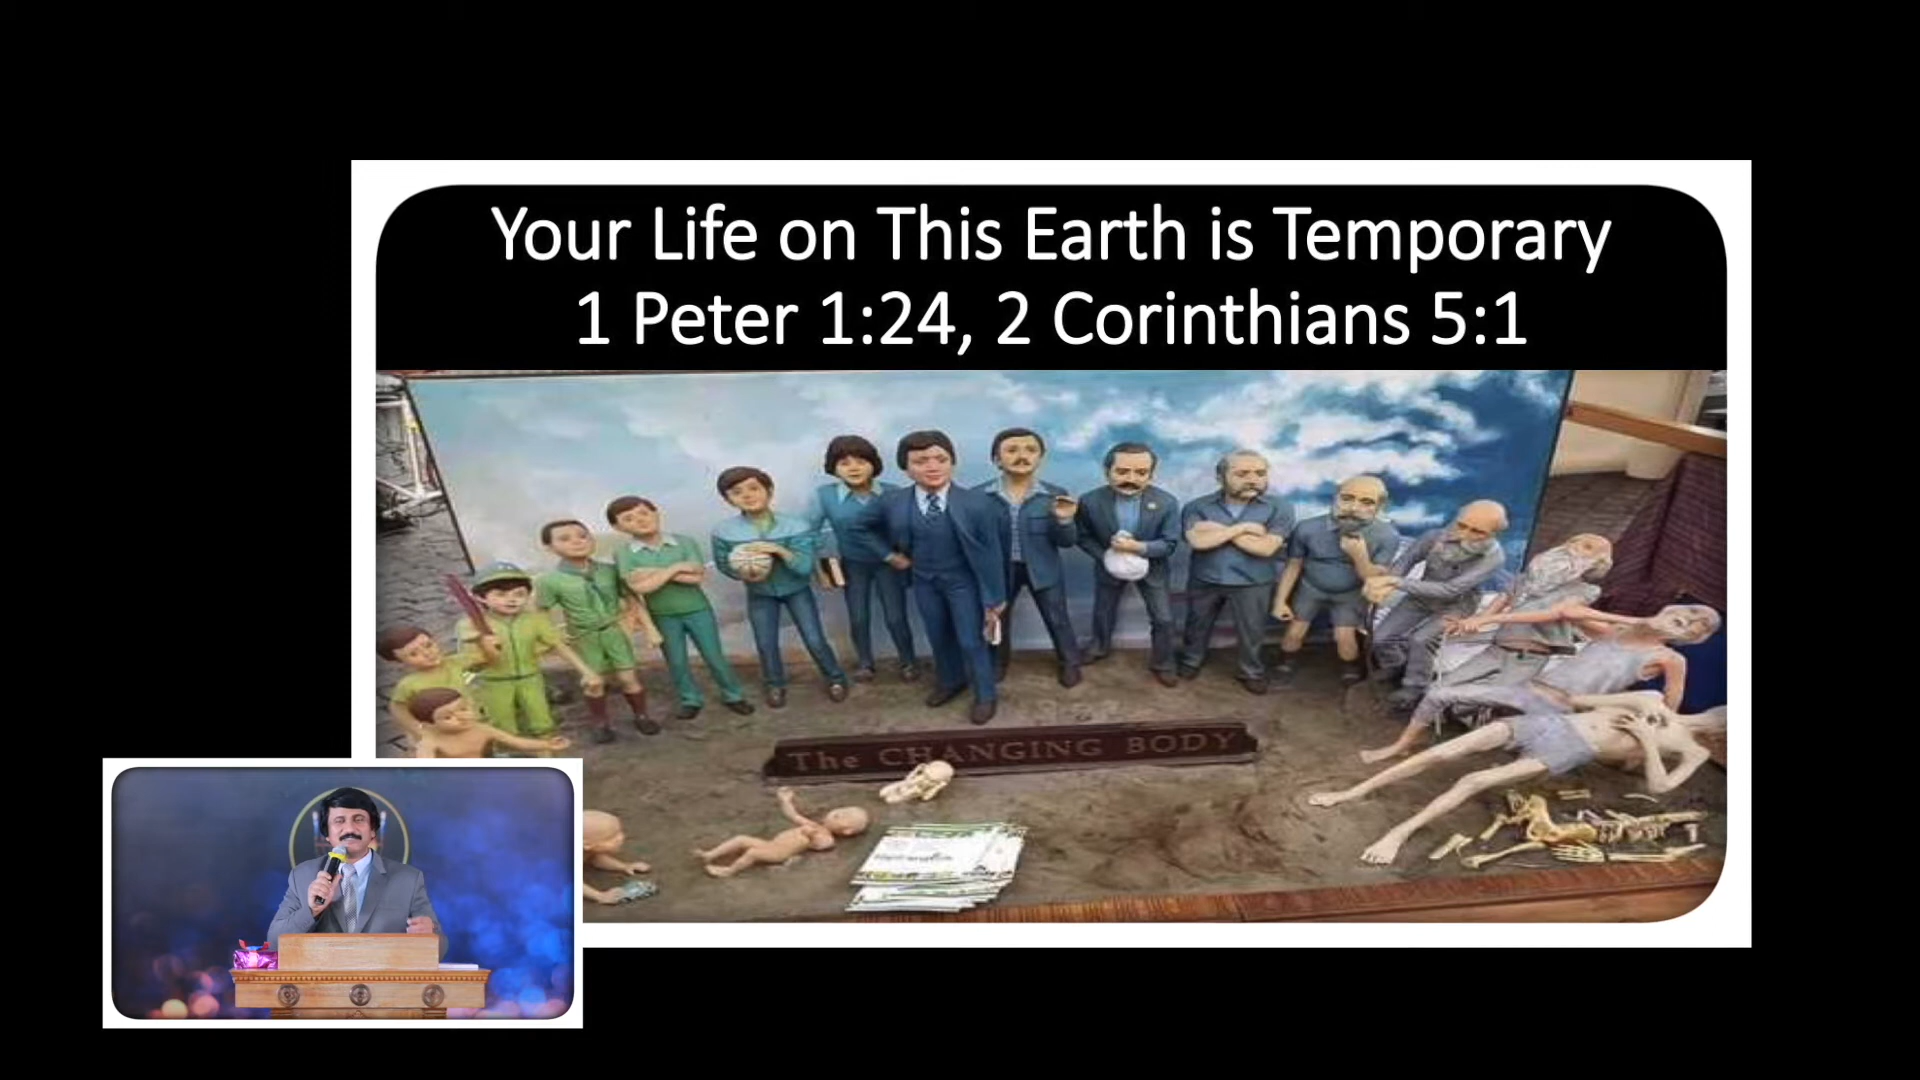 Your Life on This Earth is Temporary
1 Peter 1:24, 2 Corinthians 5:1
The CHANGING BODY